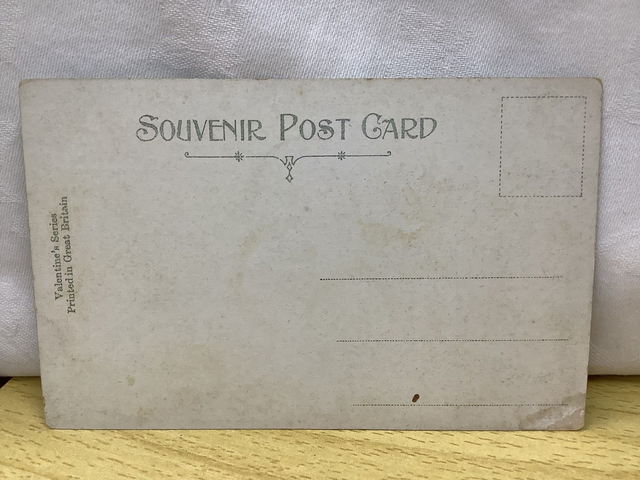 SOUVENIR POST CARD
Valentine's Series
Printed in Great Britain